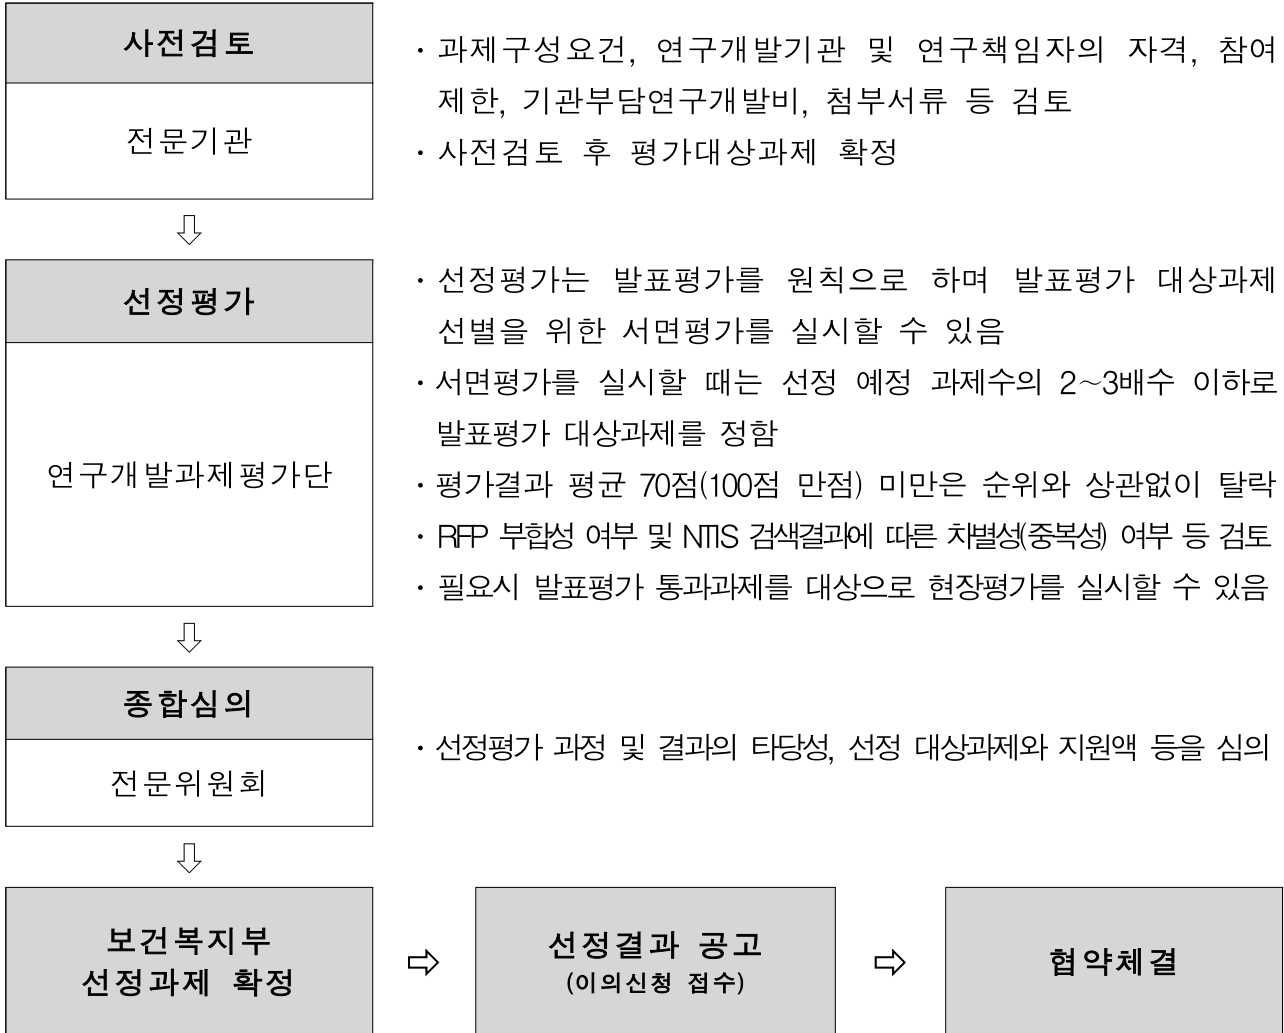 사전검토
전문기관
· 과제구성요건, 연구개발기관 및 연구책임자의 자격, 참여
제한, 기관부담연구개발비, 첨부서류 등 검토
· 사전검토 후 평가대상과제 확정
⇩
선정평가
연구개발과제평가단
· 선정평가는 발표평가를 원칙으로 하며 발표평가 대상과제
선별을 위한 서면평가를 실시할 수 있음
· 서면평가를 실시할 때는 선정 예정 과제수의 2~3배수 이하로
발표평가 대상과제를 정함
· 평가결과 평균 70점(100점 만점) 미만은 순위와 상관없이 탈락
· RFP 부합성 여부 및 NTIS 검색결과에 따른 차별성(중복성) 여부 등 검토
· 필요시 발표평가 통과과제를 대상으로 현장평가를 실시할 수 있음
⇩
종합심의
전문위원회
· 선정평가 과정 및 결과의 타당성, 선정 대상과제와 지원액 등을 심의
⇩
보건복지부
선정과제 확정
⇨
선정결과 공고
(이의신청 접수)
⇨
협약체결